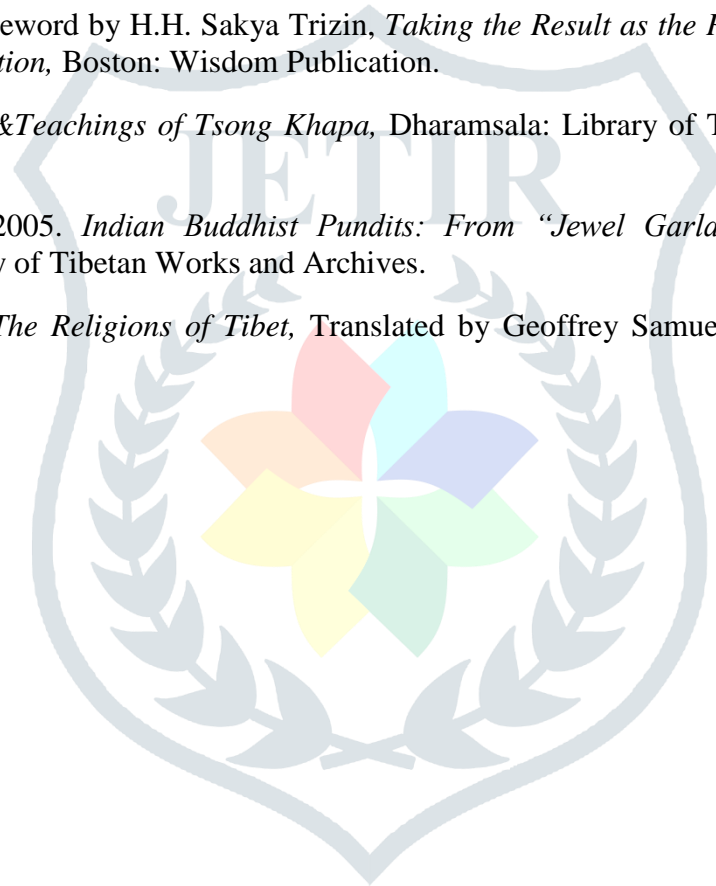 eword by H.H. Sakya Trizin, Taking the Result as the
tion, Boston: Wisdom Publication.
&Teachings of Tsong Khapa, Dharamsala: Library of
JETIR
2005. Indian Buddhist Pundits: From “Jewel
of Tibetan Works and Archives.
The Religions of Tibet, Translated by Geoffrey